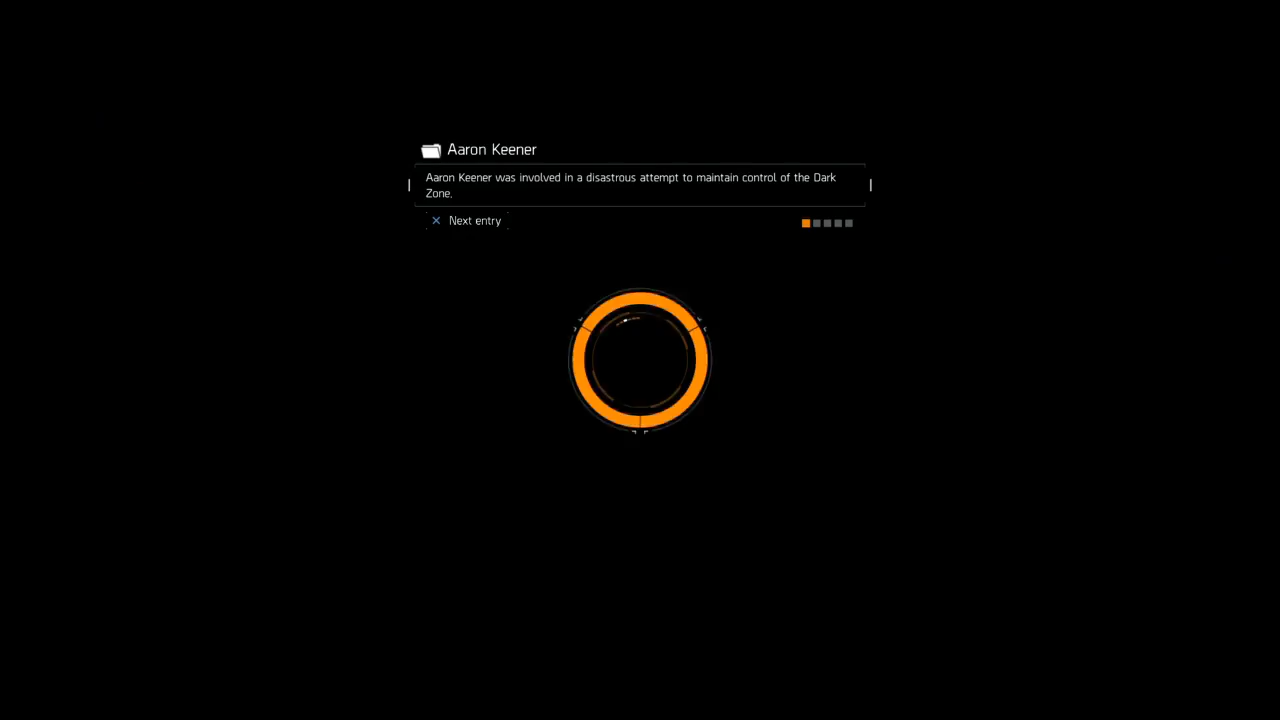 Aaron Keener
Aaron Keener was involved in a disastrous attempt to maintain control of the Dark
Zone.
Next entry